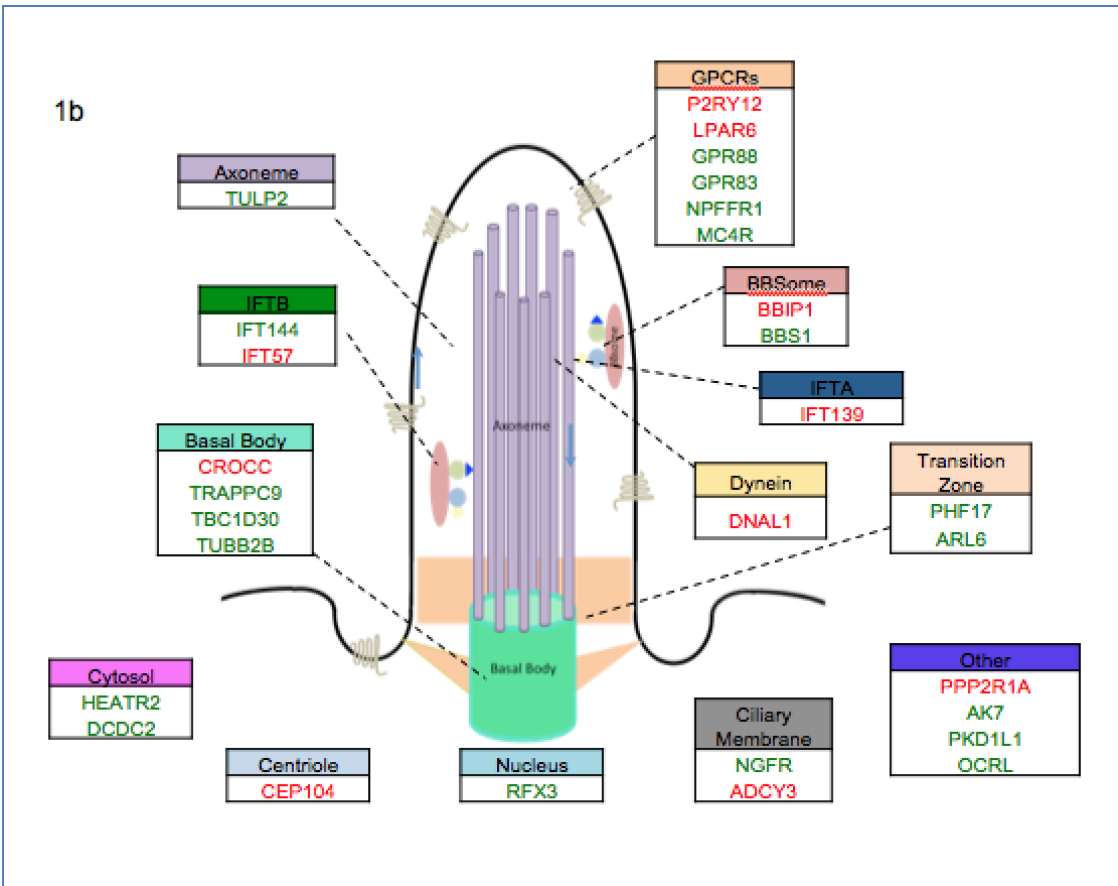 1b
GPCRs
P2RY12
LPAR6
GPR88
GPR83
NPFFR1
MC4R
Axoneme
TULP2
BBSome
BBIP1
BBS1
IFTB
IFT144
IFT57
BBSome
IFTA
IFT139
Axoneme
Basal Body
CROCC
TRAPPC9
TBC1D30
TUBB2B
Dynein
DNAL1
Transition
Zone
PHF17
ARL6
Basal Body
Cytosol
HEATR2
DCDC2
Other
PPP2R1A
AK7
PKD1L1
OCRL
Ciliary
Membrane
NGFR
ADCY3
Centriole
CEP104
Nucleus
RFX3